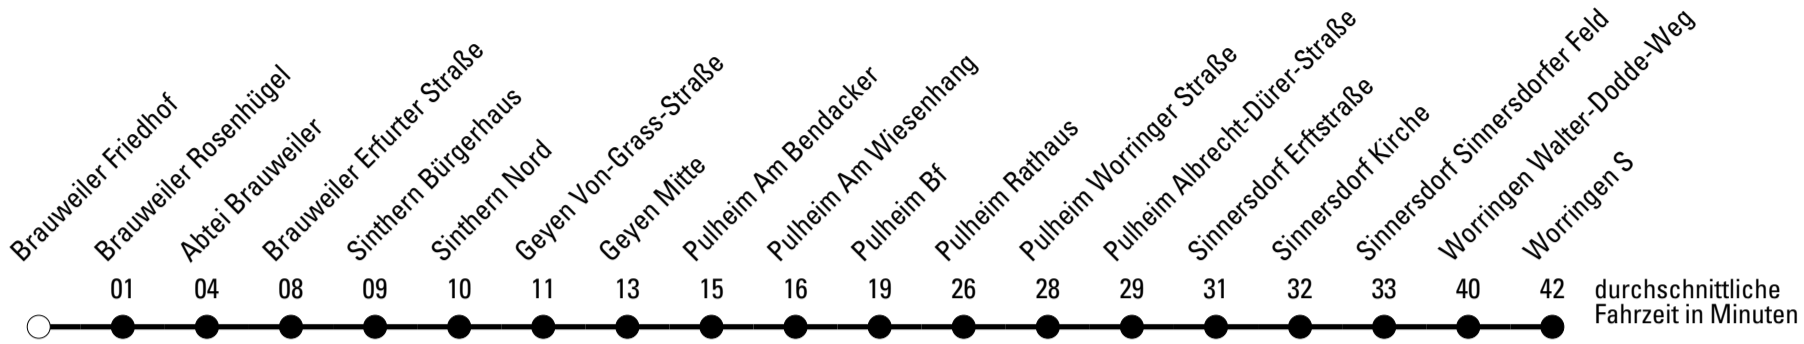 Brauweiler Friedhof
Brauweiler Rosenhügel
Abtei Brauweiler
Brauweiler Erfurter Straße
Sinthern Bürgerhaus
Sinthern Nord
Geyen Von-Grass-Straße
Geyen Mitte
Pulheim Am Bendacker
Pulheim Am Wiesenhang
Pulheim Bf
Pulheim Rathaus
Pulheim Worringer Straße
Pulheim Albrecht-Dürer-Straße
Sinnersdorf Erftstraße
Sinnersdorf Kirche
Sinnersdorf Sinnersdorfer Feld
Worringen Walter-Dodde-Weg
Worringen S
01 04 08 09 10 11 13 15 16 19 26 28 29 31 32 33 40 42
durchschnittliche
Fahrzeit in Minuten